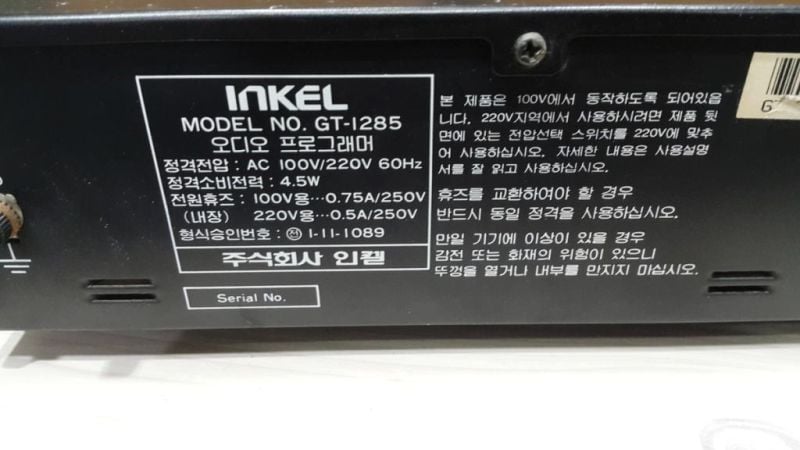 INKEL
MODEL NO. GT-1285
오디오 프로그래머
정격전압 : AC 100V/220V 60Hz
정격소비전력 : 4.5W
전원휴즈 : 100V용…0.75A/250V
(내장) 220V용…0.5A/250V
형식승인번호 : 전 1-11-1089
주식회사 인켈
Serial No.
본 제품은 100V에서 동작하도록 되어있읍
니다. 220V지역에서 사용하시려면 제품 뒷
면에 있는 전압선택 스위치를 220V에 맞추
어 사용하십시오. 자세한 내용은 사용설명
서를 잘 읽고 사용하십시오.
휴즈를 교환하여야 할 경우
반드시 동일 정격을 사용하십시오.
만일 기기에 이상이 있을 경우
감전 또는 화재의 위험이 있으니
뚜껑을 열거나 내부를 만지지 마십시오.